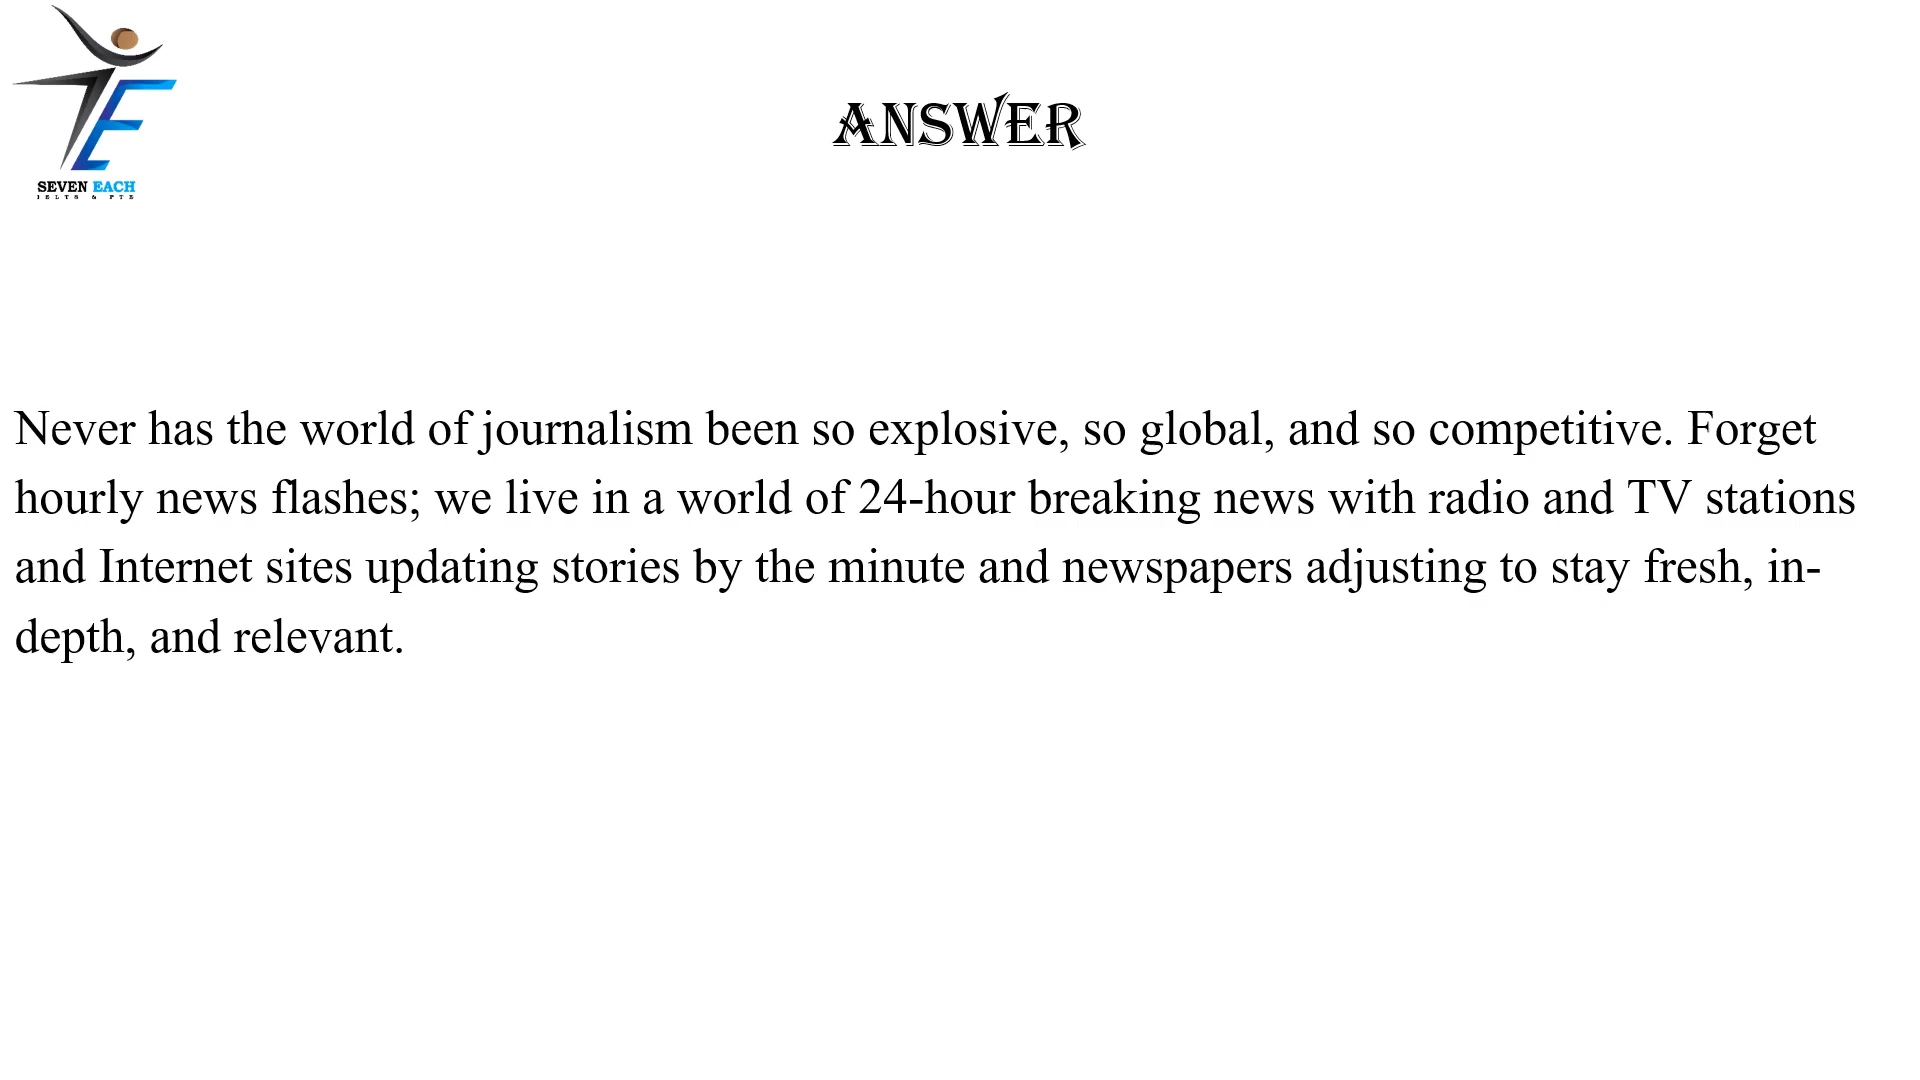 SEVEN EACH
IELTS & PTE
ANSWER
Never has the world of journalism been so explosive, so global, and so competitive. Forget
hourly news flashes; we live in a world of 24-hour breaking news with radio and TV stations
and Internet sites updating stories by the minute and newspapers adjusting to stay fresh, in-
depth, and relevant.